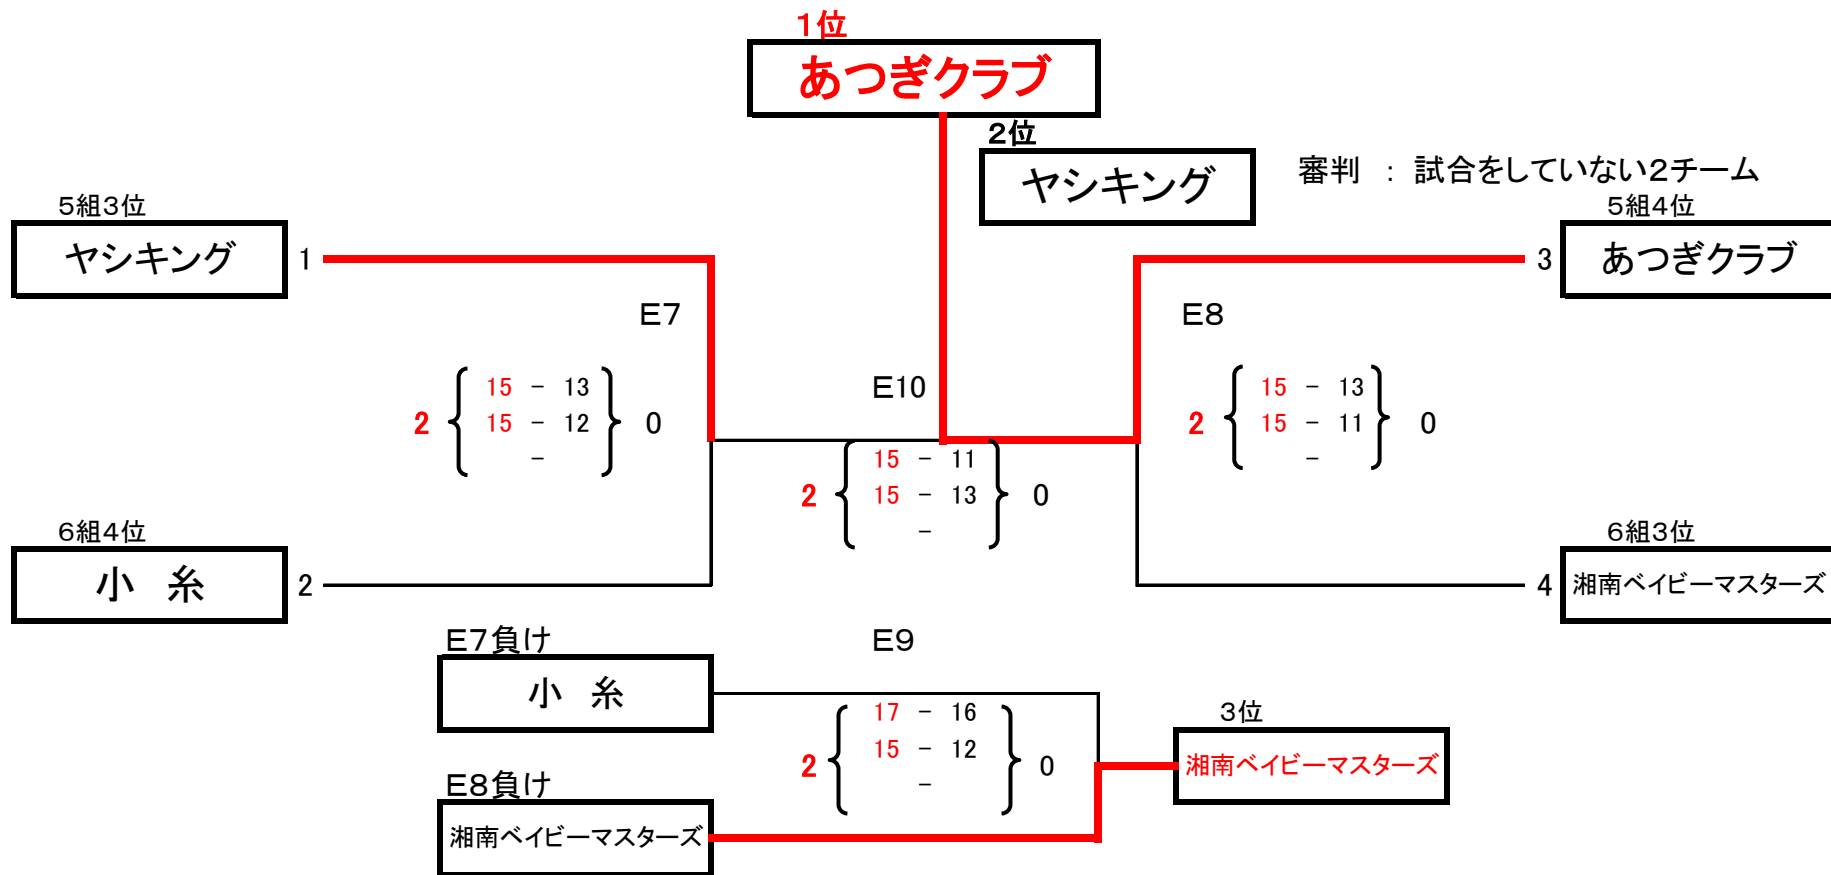 1位
あつぎクラブ
2位
ヤシキング
審判 : 試合をしていない2チーム
5組3位
ヤシキング
1
5組4位
3
あつぎクラブ
E7
E8
15 - 13
2 15 - 12 0
-
E10
15 - 13
2 15 - 11 0
-
15 - 11
2 15 - 13 0
-
6組4位
小 糸
2
6組3位
4
湘南ベイビーマスターズ
E7負け
小 糸
E9
17 - 16
15 - 12
2 0
-
3位
湘南ベイビーマスターズ
E8負け
湘南ベイビーマスターズ